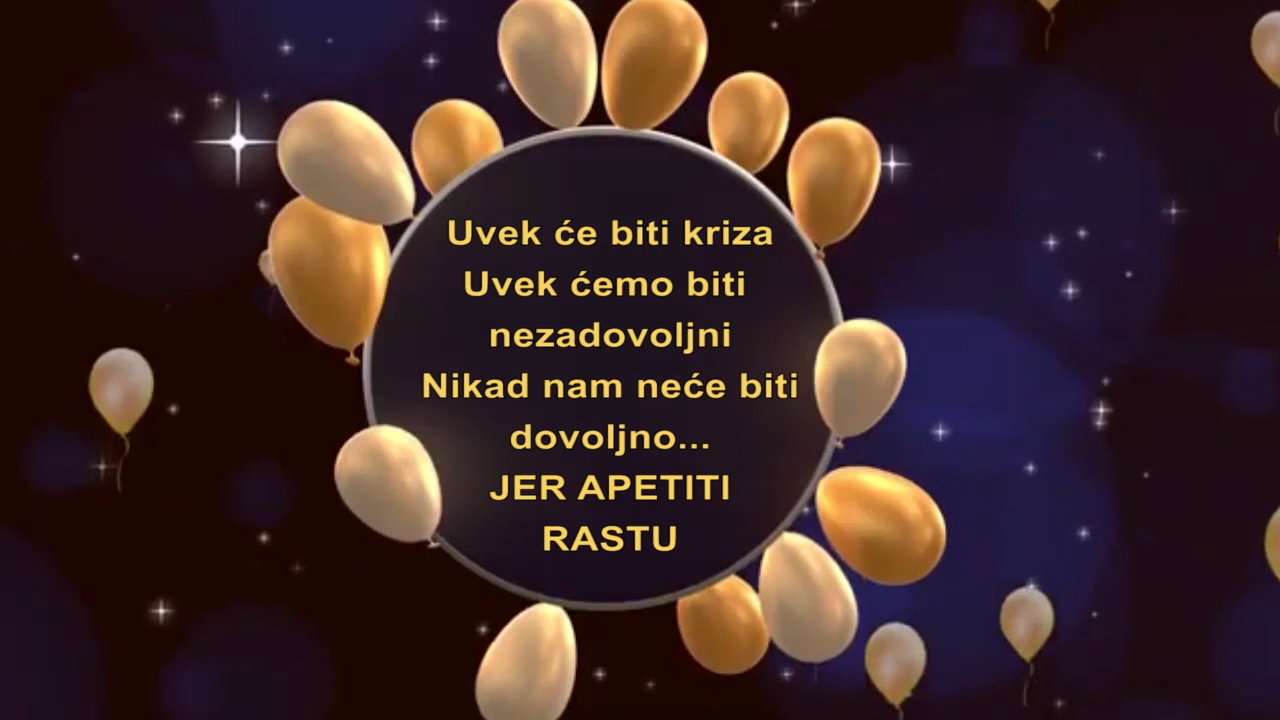 Uvek će biti kriza
Uvek ćemo biti
nezadovoljni
Nikad nam neće biti
dovoljno...
JER APETITI
RASTU